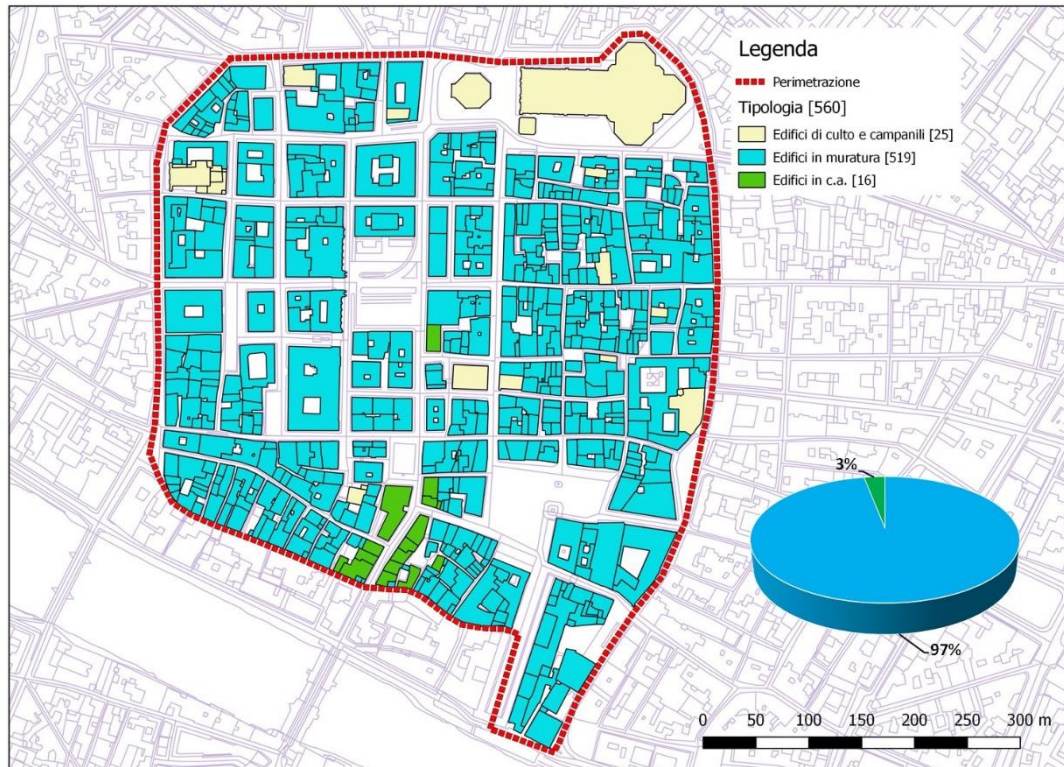 Legenda
Perimetrazione
Tipologia [560]
Edifici di culto e campanili [25]
Edifici in muratura [519]
Edifici in c.a. [16]
3%
97%
0 50 100 150 200 250 300 m